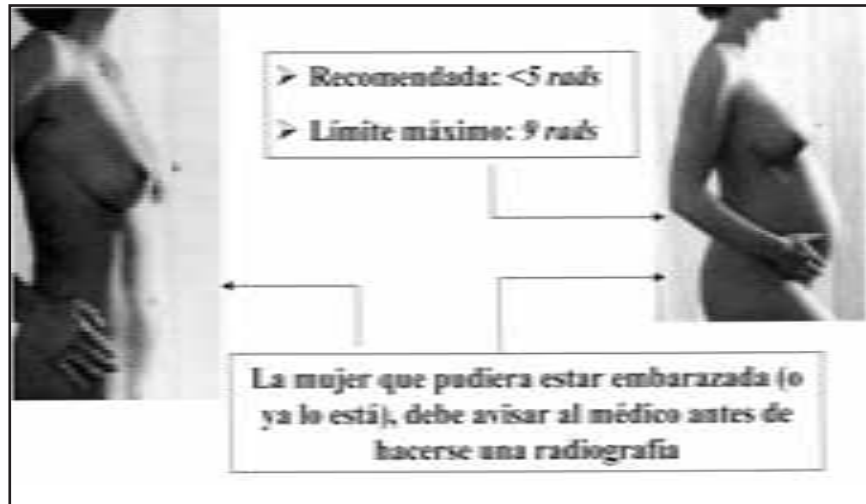 ➢ Recomendada: <5 rads
➢ Límite máximo: 9 rads
La mujer que pudiera estar embarazada (o
ya lo está), debe avisar al médico antes de
hacerse una radiografia